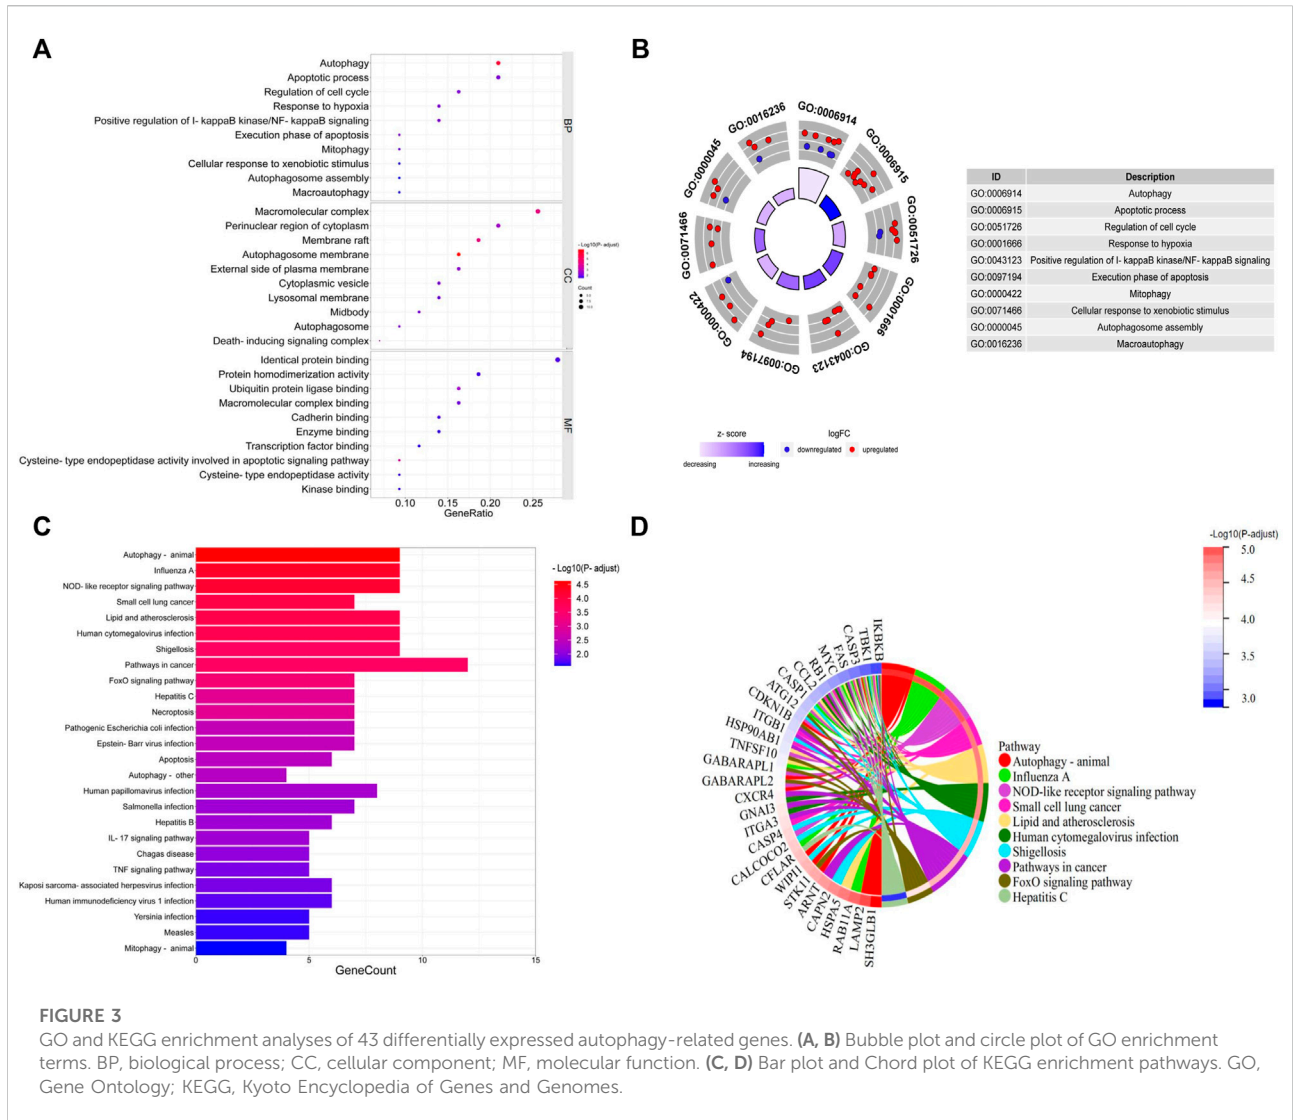 A
Autophagy
Apoptotic process
Regulation of cell cycle
Response to hypoxia
Positive regulation of I- kappaB kinase/NF- kappaB signaling
Execution phase of apoptosis
Mitophagy
Cellular response to xenobiotic stimulus
Autophagosome assembly
Macroautophagy
BP
Macromolecular complex
Perinuclear region of cytoplasm
Membrane raft
Autophagosome membrane
External side of plasma membrane
Cytoplasmic vesicle
Lysosomal membrane
Midbody
Autophagosome
Death- inducing signaling complex
CC
Identical protein binding
Protein homodimerization activity
Ubiquitin protein ligase binding
Macromolecular complex binding
Cadherin binding
Enzyme binding
Transcription factor binding
Cysteine- type endopeptidase activity involved in apoptotic signaling pathway
Cysteine- type endopeptidase activity
Kinase binding
MF
0.10 0.15 0.20 0.25
GeneRatio
- Log10(P- adjust)
Count
B
GO:0006914
GO:0006915
GO:0051726
GO:0001666
GO:0043123
GO:0097194
GO:0000422
GO:0071466
GO:0000045
GO:0016236
z- score
decreasing increasing
logFC
downregulated upregulated
ID Description
GO:0006914 Autophagy
GO:0006915 Apoptotic process
GO:0051726 Regulation of cell cycle
GO:0001666 Response to hypoxia
GO:0043123 Positive regulation of I- kappaB kinase/NF- kappaB signaling
GO:0097194 Execution phase of apoptosis
GO:0000422 Mitophagy
GO:0071466 Cellular response to xenobiotic stimulus
GO:0000045 Autophagosome assembly
GO:0016236 Macroautophagy
C
Autophagy - animal
Influenza A
NOD- like receptor signaling pathway
Small cell lung cancer
Lipid and atherosclerosis
Human cytomegalovirus infection
Shigellosis
Pathways in cancer
FoxO signaling pathway
Hepatitis C
Necroptosis
Pathogenic Escherichia coli infection
Epstein- Barr virus infection
Apoptosis
Autophagy - other
Human papillomavirus infection
Salmonella infection
Hepatitis B
IL- 17 signaling pathway
Chagas disease
TNF signaling pathway
Kaposi sarcoma- associated herpesvirus infection
Human immunodeficiency virus 1 infection
Yersinia infection
Measles
Mitophagy - animal
0 5 10 15
GeneCount
- Log10(P- adjust)
4.5
4.0
3.5
3.0
2.5
2.0
D
IKBKB
TBK1
CASP3
FAS
MYC
RB1
CCL2
CASP1
ATG12
CDKN1B
ITGB1
HSP90AB1
TNFSF10
GABARAPL1
GABARAPL2
CXCR4
GNAI3
ITGA3
CASP4
CALCOCO2
CFLAR
WIPI1
STK11
ARNT
CAPN2
HSPA5
RAB11A
LAMP2
SH3GLB1
-Log10(P-adjust)
5.0
4.5
4.0
3.5
3.0
Pathway
Autophagy - animal
Influenza A
NOD-like receptor signaling pathway
Small cell lung cancer
Lipid and atherosclerosis
Human cytomegalovirus infection
Shigellosis
Pathways in cancer
FoxO signaling pathway
Hepatitis C
FIGURE 3
GO and KEGG enrichment analyses of 43 differentially expressed autophagy-related genes. (A, B) Bubble plot and circle plot of GO enrichment
terms. BP, biological process; CC, cellular component; MF, molecular function. (C, D) Bar plot and Chord plot of KEGG enrichment pathways. GO,
Gene Ontology; KEGG, Kyoto Encyclopedia of Genes and Genomes.